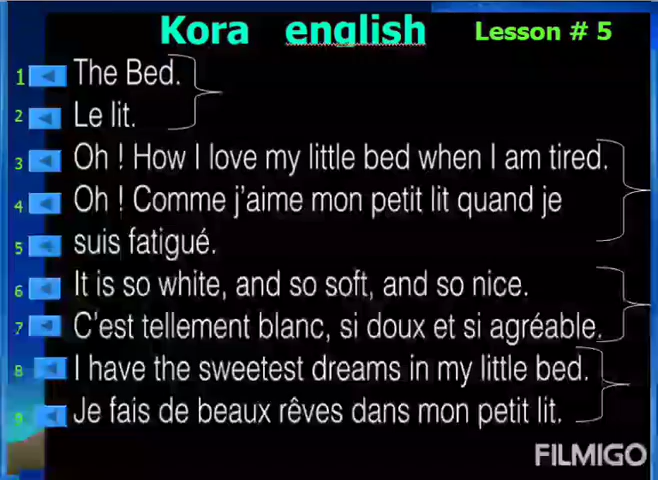 Kora english Lesson # 5
1 The Bed.
2 Le lit.
3 Oh ! How I love my little bed when I am tired.
4 Oh ! Comme j’aime mon petit lit quand je
5 suis fatigué.
6 It is so white, and so soft, and so nice.
7 C’est tellement blanc, si doux et si agréable.
8 I have the sweetest dreams in my little bed.
9 Je fais de beaux rêves dans mon petit lit.
FILMIGO